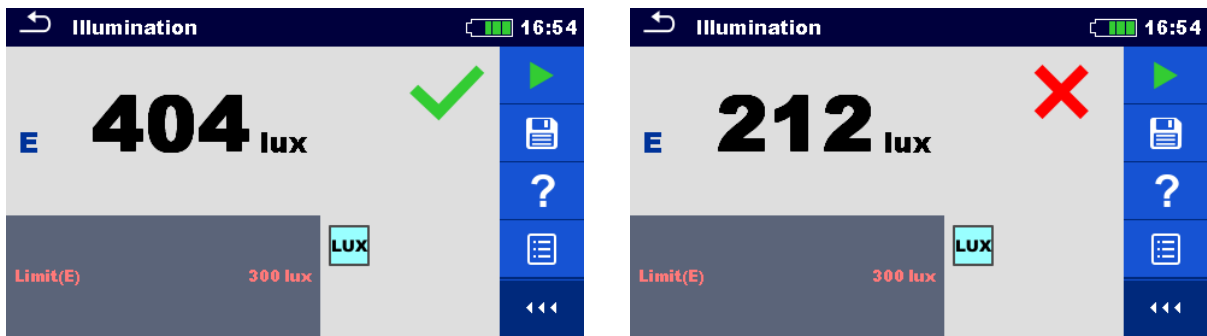 Illumination 16:54
E 404 lux
?
LUX
Limit(E) 300 lux
Illumination 16:54
E 212 lux
?
LUX
Limit(E) 300 lux